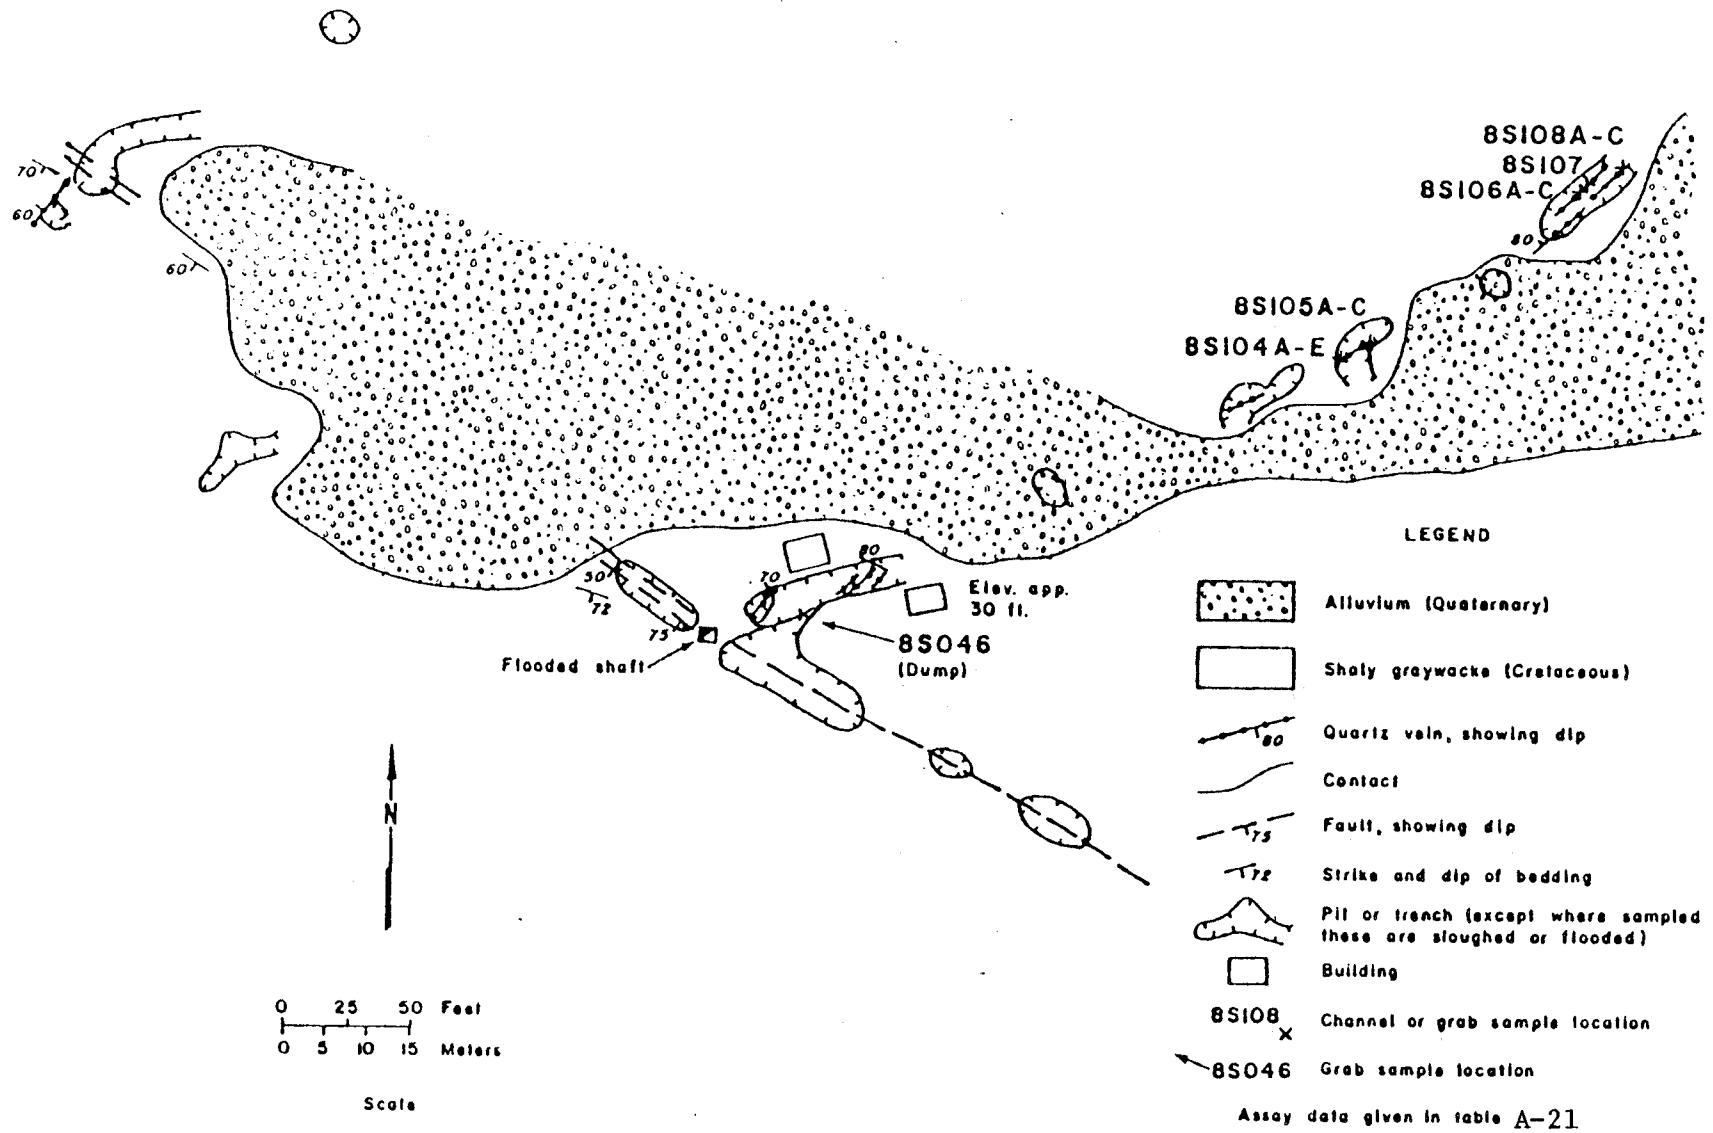 8S108A-C
8S107
8S106A-C
80
70
60
60
8S105A-C
8S104A-E
50
72
75
70
80
Elev. app.
30 ft.
8S046
(Dump)
Flooded shaft
N
0 25 50 Feet
0 5 10 15 Meters
Scale
LEGEND
Alluvium (Quaternary)
Shaly graywacke (Cretaceous)
80 Quartz vein, showing dip
Contact
75 Fault, showing dip
72 Strike and dip of bedding
Pit or trench (except where sampled
these are sloughed or flooded)
Building
8S108 x Channel or grab sample location
8S046 Grab sample location
Assay data given in table A-21